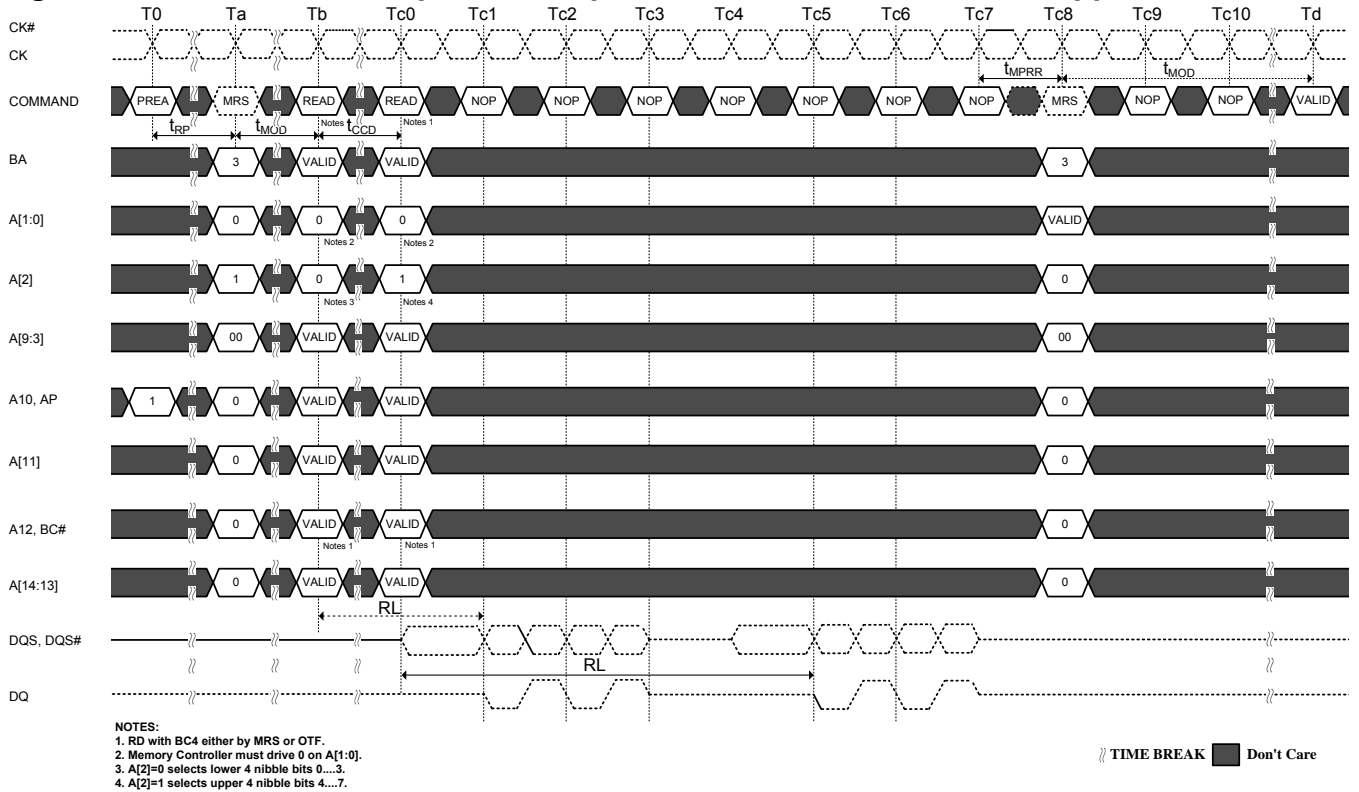 T0 Ta Tb Tc0 Tc1 Tc2 Tc3 Tc4 Tc5 Tc6 Tc7 Tc8 Tc9 Tc10 Td
CK#
CK
tMPRR tMOD
COMMAND PREA MRS READ READ NOP NOP NOP NOP NOP NOP NOP MRS NOP NOP VALID
Notes 1 Notes 1
tRP tMOD tCCD
BA 3 VALID VALID 3
A[1:0] 0 0 0 VALID
Notes 2 Notes 2
A[2] 1 0 1 0
Notes 3 Notes 4
A[9:3] 00 VALID VALID 00
A10, AP 1 0 VALID VALID 0
A[11] 0 VALID VALID 0
A12, BC# 0 VALID VALID 0
Notes 1 Notes 1
A[14:13] 0 VALID VALID 0
RL
DQS, DQS#
RL
DQ
NOTES:
1. RD with BC4 either by MRS or OTF.
2. Memory Controller must drive 0 on A[1:0].
3. A[2]=0 selects lower 4 nibble bits 0....3.
4. A[2]=1 selects upper 4 nibble bits 4....7.
TIME BREAK Don't Care